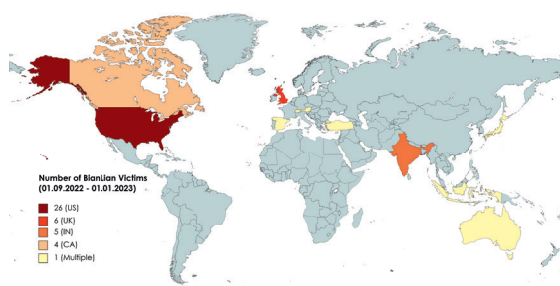 Number of BianLian Victims
(01.09.2022 - 01.01.2023)
26 (US)
6 (UK)
5 (IN)
4 (CA)
1 (Multiple)